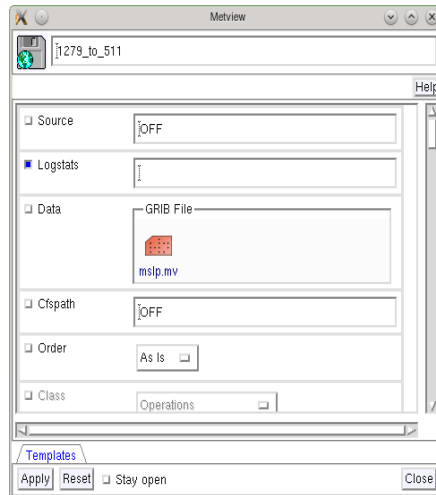 Metview
1279_to_511
Help
Source
OFF
Logstats
Data
GRIB File
mslp.mv
Cfspath
OFF
Order
As Is
Class
Operations
Templates
Apply Reset Stay open Close